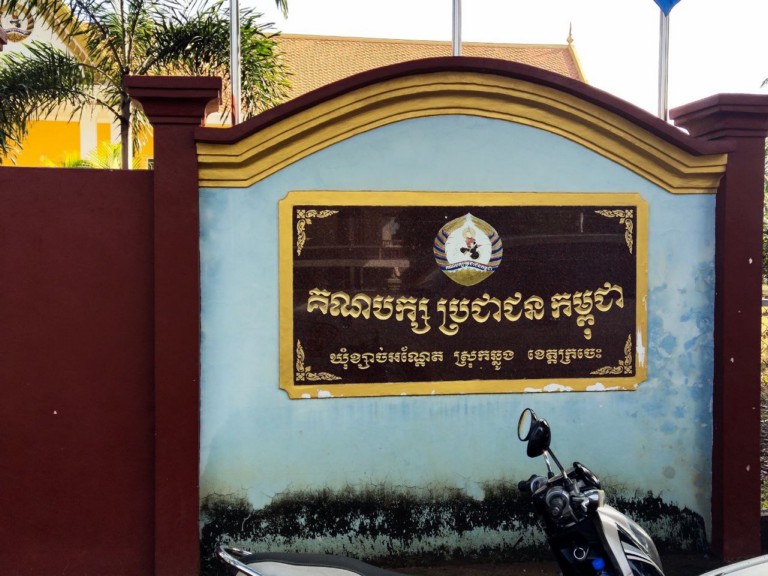 គណបក្ស ប្រជាជន កម្ពុជា
ឃុំខ្សាច់អណ្ដែត ស្រុកឆ្លូង ខេត្តក្រចេះ